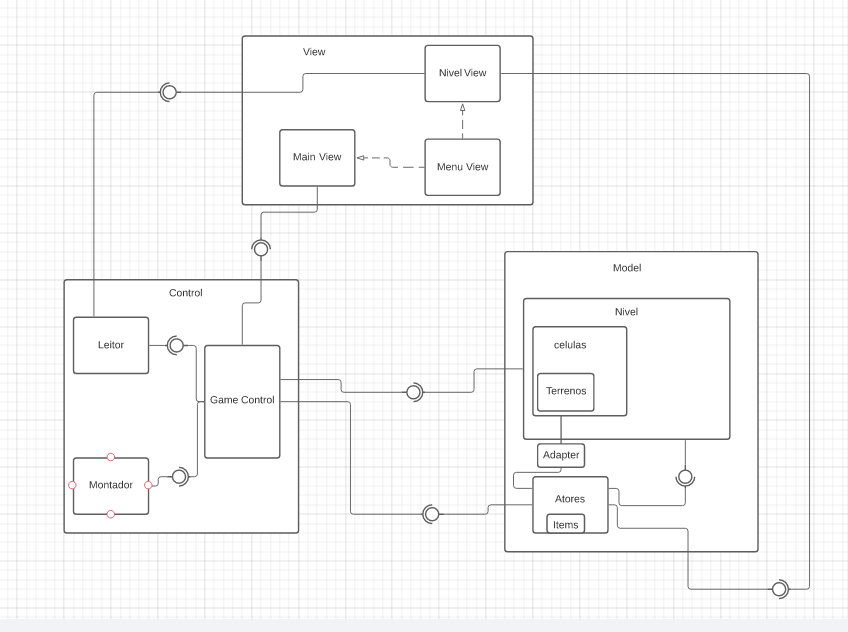 View
Nivel View
Main View
Menu View
Control
Leitor
Game Control
Montador
Model
Nivel
celulas
Terrenos
Adapter
Atores
Items